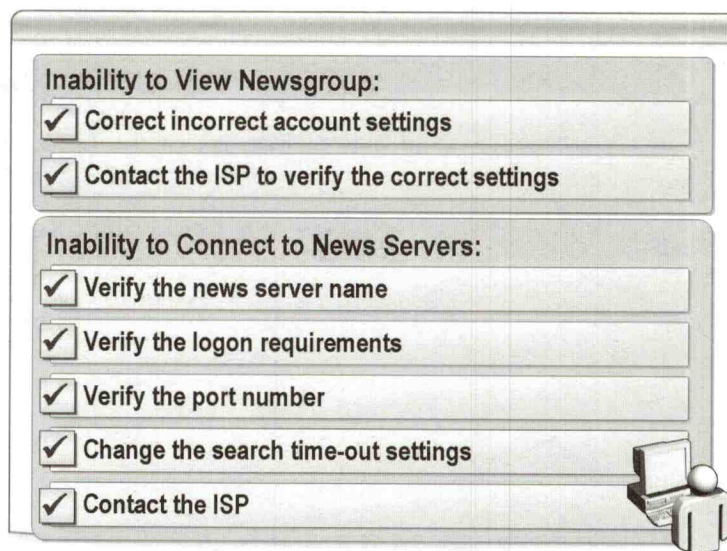 Inability to View Newsgroup:
Correct incorrect account settings
Contact the ISP to verify the correct settings
Inability to Connect to News Servers:
Verify the news server name
Verify the logon requirements
Verify the port number
Change the search time-out settings
Contact the ISP